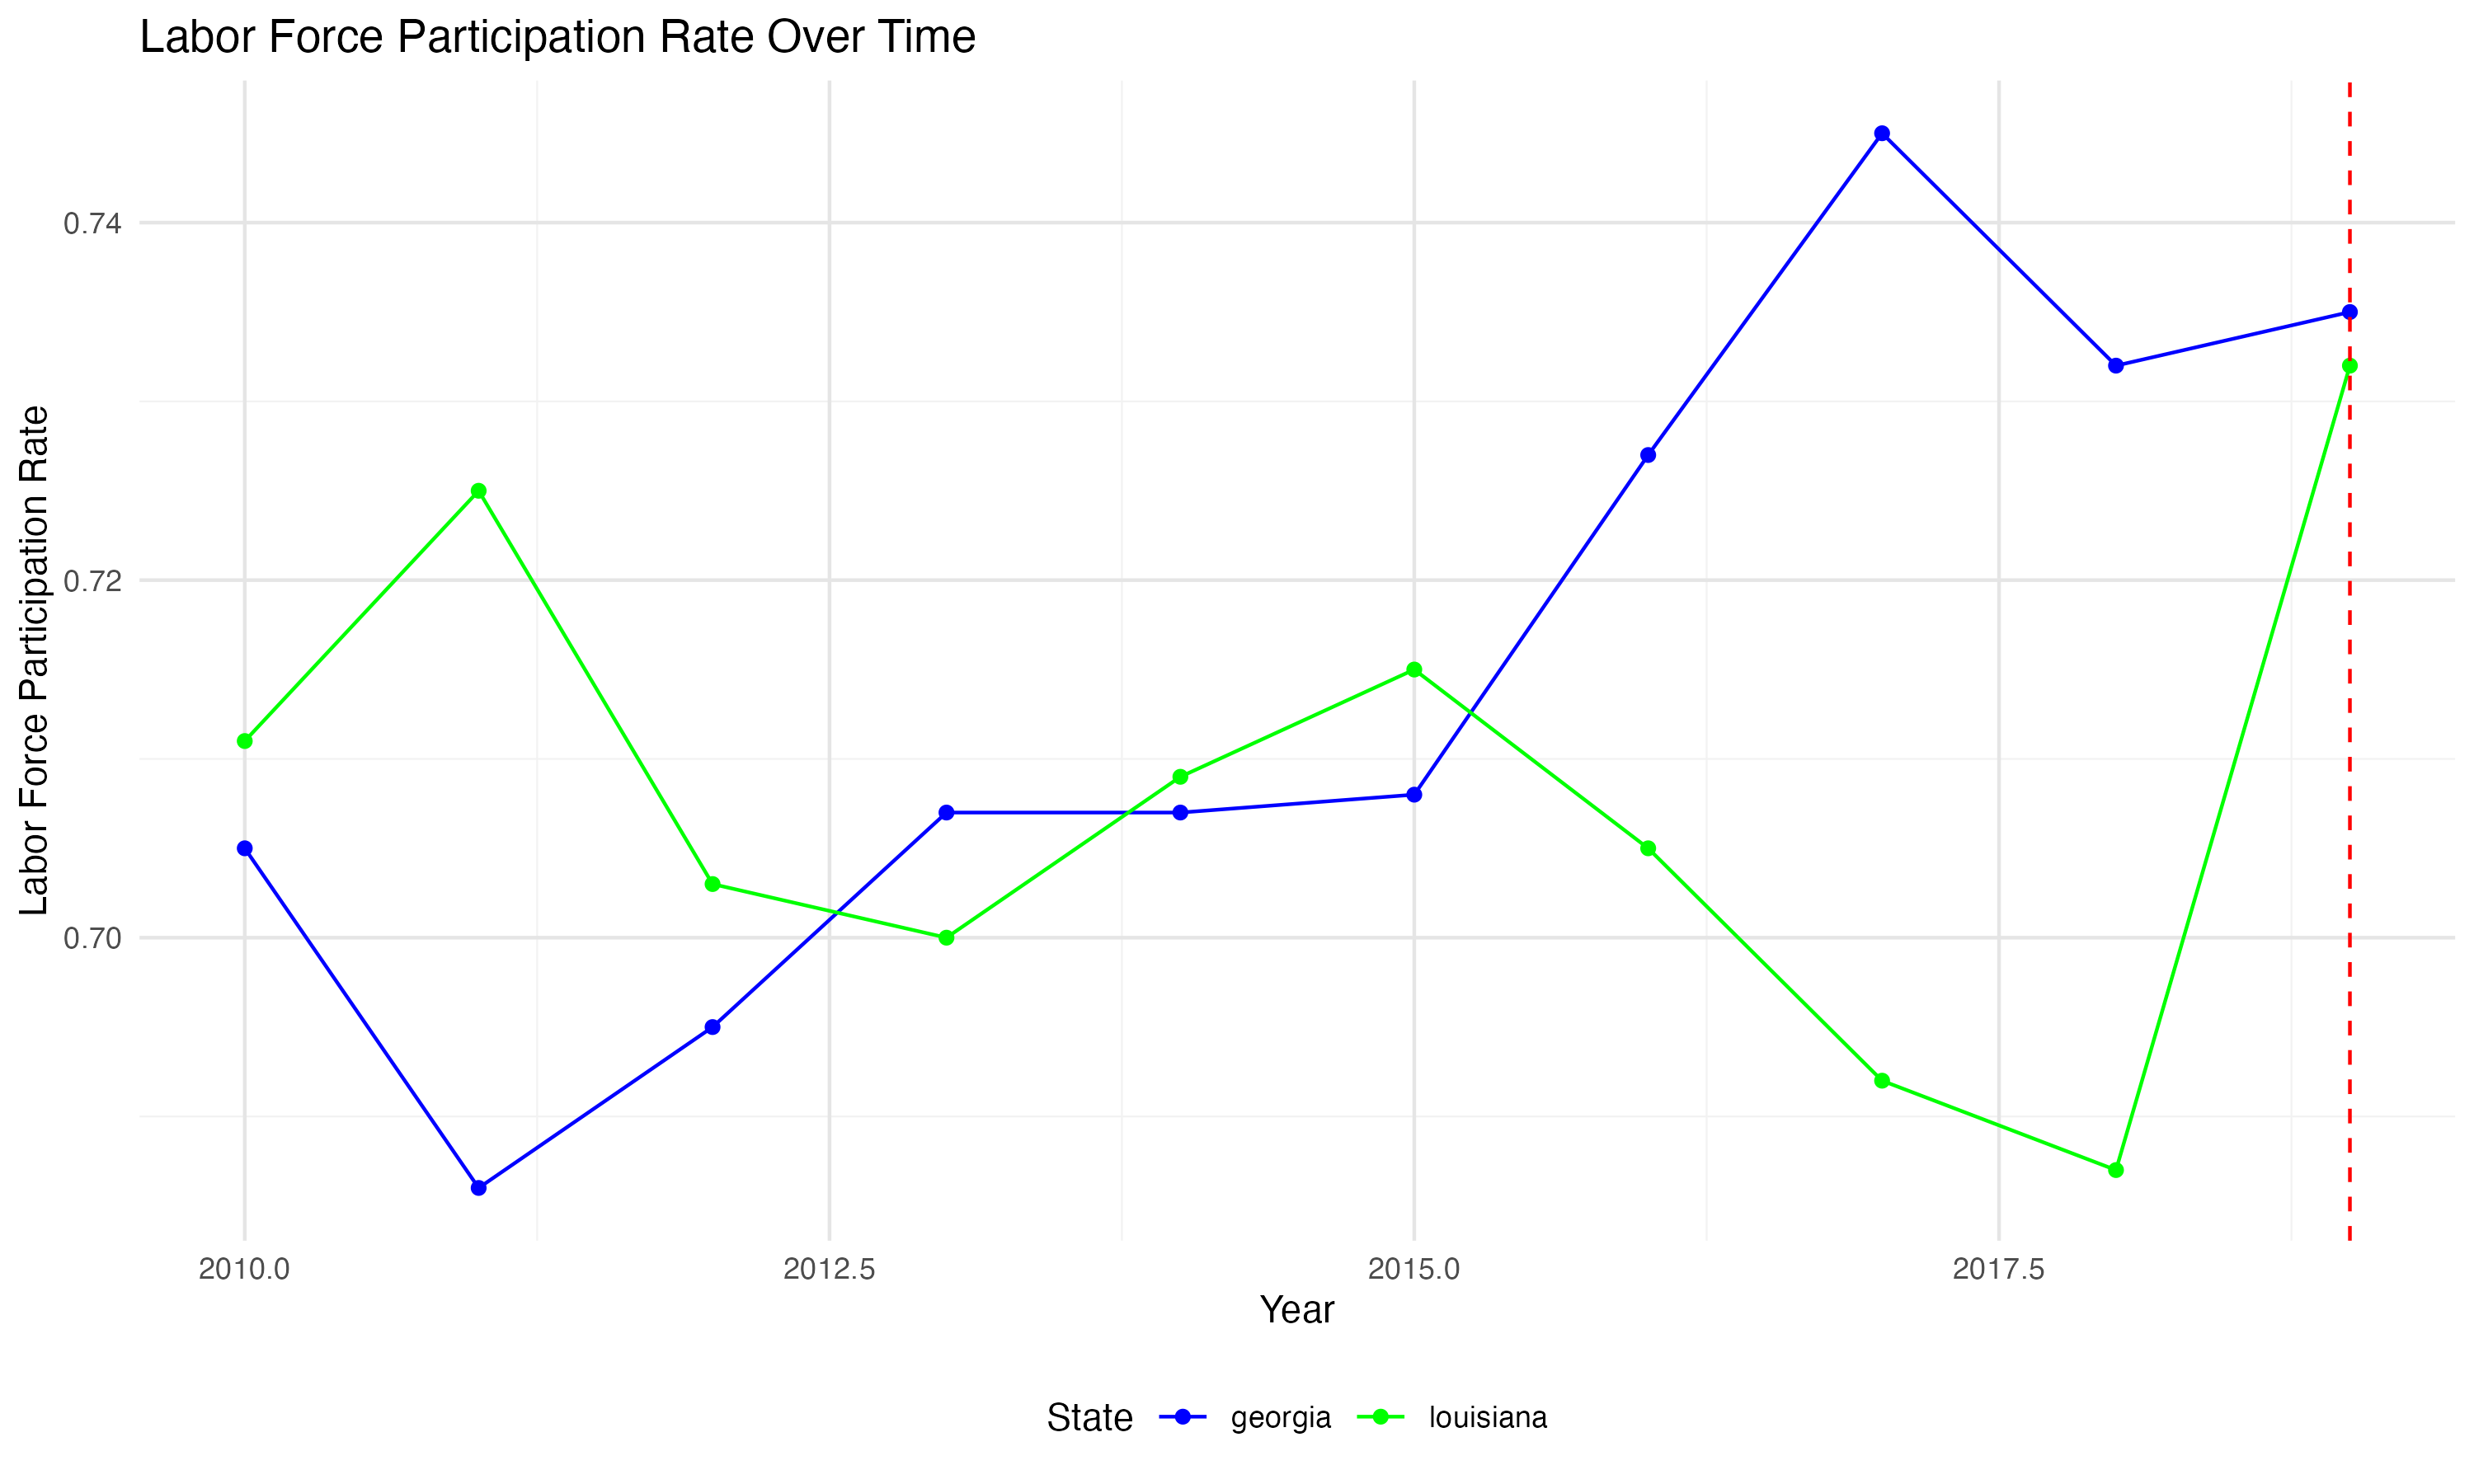 Labor Force Participation Rate Over Time
Labor Force Participation Rate
0.74
0.72
0.70
2010.0 2012.5 2015.0 2017.5
Year
State georgia louisiana